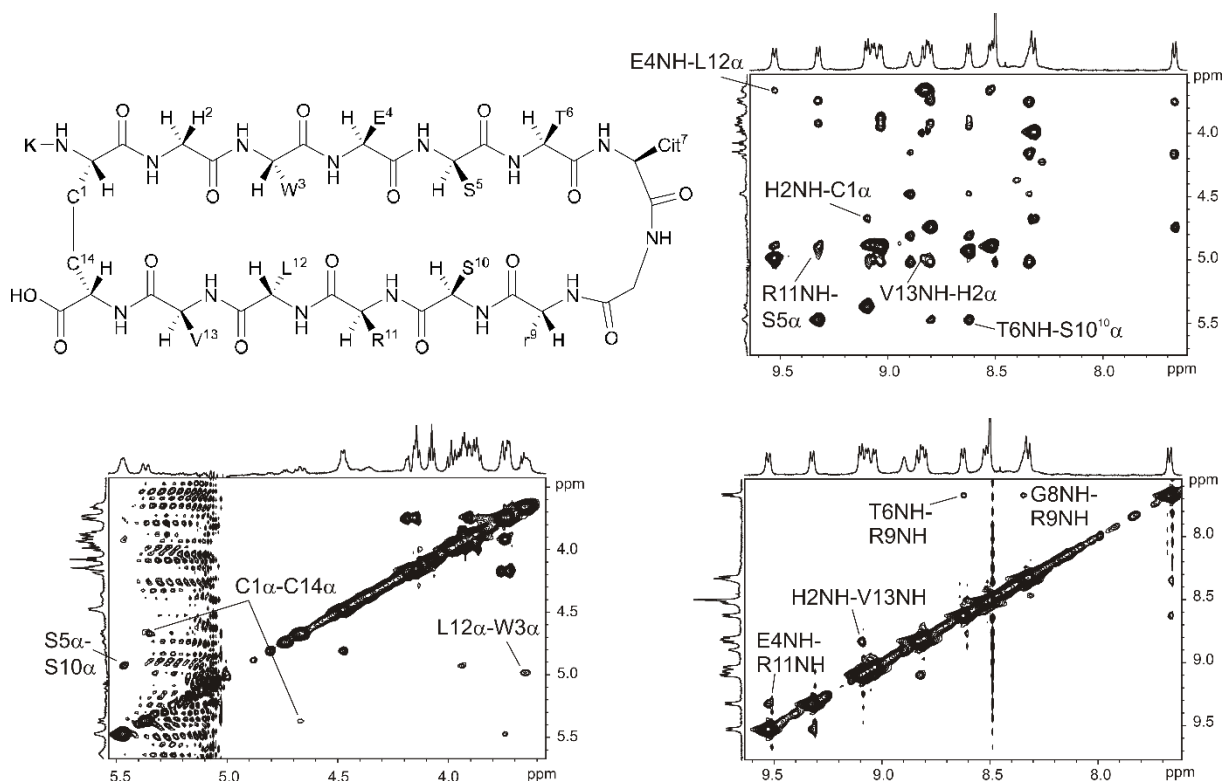 O H H² O H E⁴ O H T⁶ O
K–N N N N N N N Cit⁷
H H H H H H
C¹ H O H W³ O H S⁵ O O
NH
C¹⁴ O H L¹² O H S¹⁰ O
HO H N N N N N N
H H H H H H
O V¹³ O H R¹¹ O r⁹ H O
E4NH-L12α
H2NH-C1α
R11NH-
S5α
V13NH-H2α
T6NH-S10¹⁰α
ppm
4.0
4.5
5.0
5.5
9.5 9.0 8.5 8.0 ppm
C1α-C14α
S5α-
S10α
L12α-W3α
ppm
4.0
4.5
5.0
5.5
5.5 5.0 4.5 4.0 ppm
T6NH-
R9NH
G8NH-
R9NH
H2NH-V13NH
E4NH-
R11NH
ppm
8.0
8.5
9.0
9.5
9.5 9.0 8.5 8.0 ppm